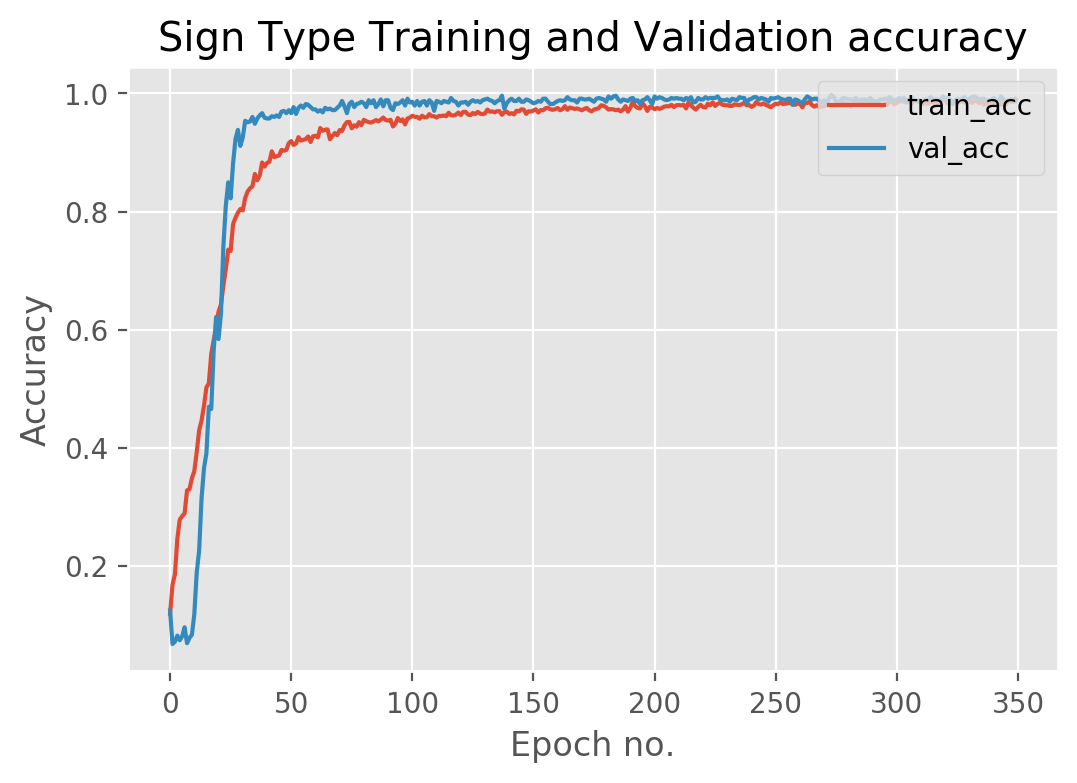 Sign Type Training and Validation accuracy
1.0
0.8
0.6
0.4
0.2
Accuracy
train_acc
val_acc
0 50 100 150 200 250 300 350
Epoch no.